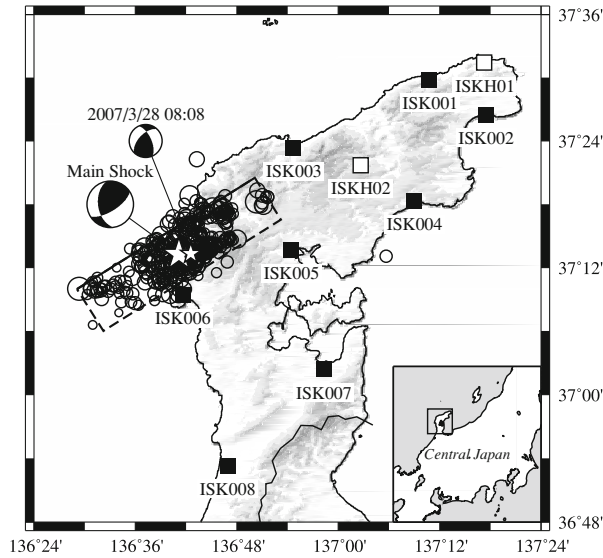 37°36'
ISKH01
ISK001
2007/3/28 08:08
ISK002
37°24'
ISK003
Main Shock
ISKH02
ISK004
ISK005
37°12'
ISK006
ISK007
37°00'
Central Japan
ISK008
36°48'
136°24' 136°36' 136°48' 137°00' 137°12' 137°24'